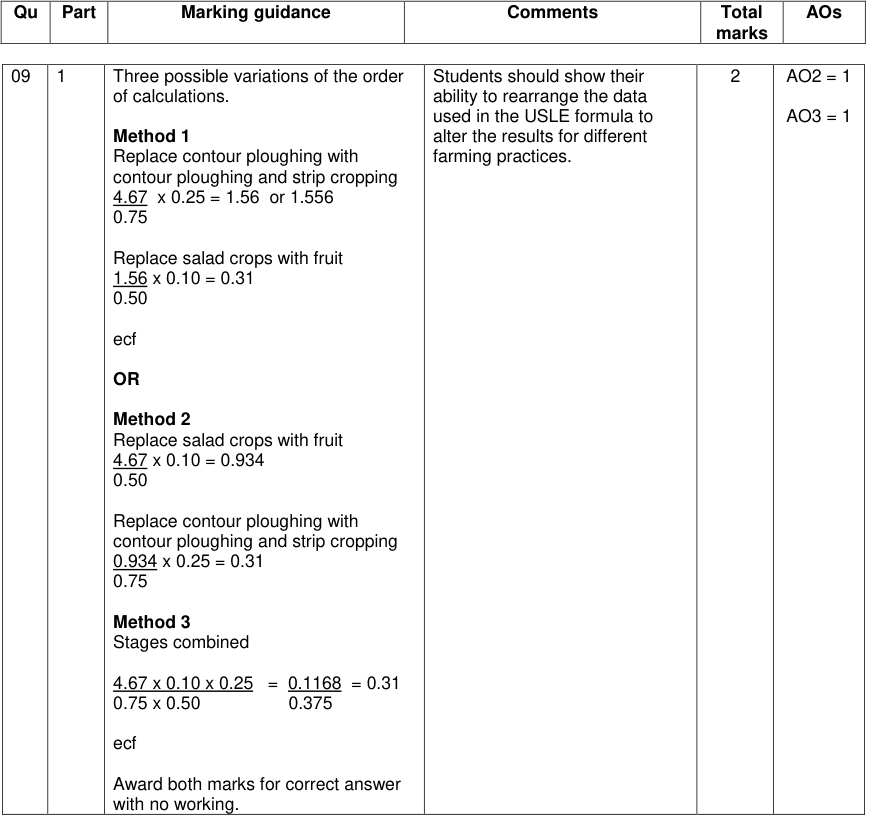 Qu Part Marking guidance Comments Total marks AOs
09 1 Three possible variations of the order of calculations.
Method 1
Replace contour ploughing with
contour ploughing and strip cropping
4.67 x 0.25 = 1.56 or 1.556
0.75
Replace salad crops with fruit
1.56 x 0.10 = 0.31
0.50
ecf
OR
Method 2
Replace salad crops with fruit
4.67 x 0.10 = 0.934
0.50
Replace contour ploughing with
contour ploughing and strip cropping
0.934 x 0.25 = 0.31
0.75
Method 3
Stages combined
4.67 x 0.10 x 0.25 = 0.1168 = 0.31
0.75 x 0.50 0.375
ecf
Award both marks for correct answer
with no working.
Students should show their
ability to rearrange the data
used in the USLE formula to
alter the results for different
farming practices.
2
AO2 = 1
AO3 = 1